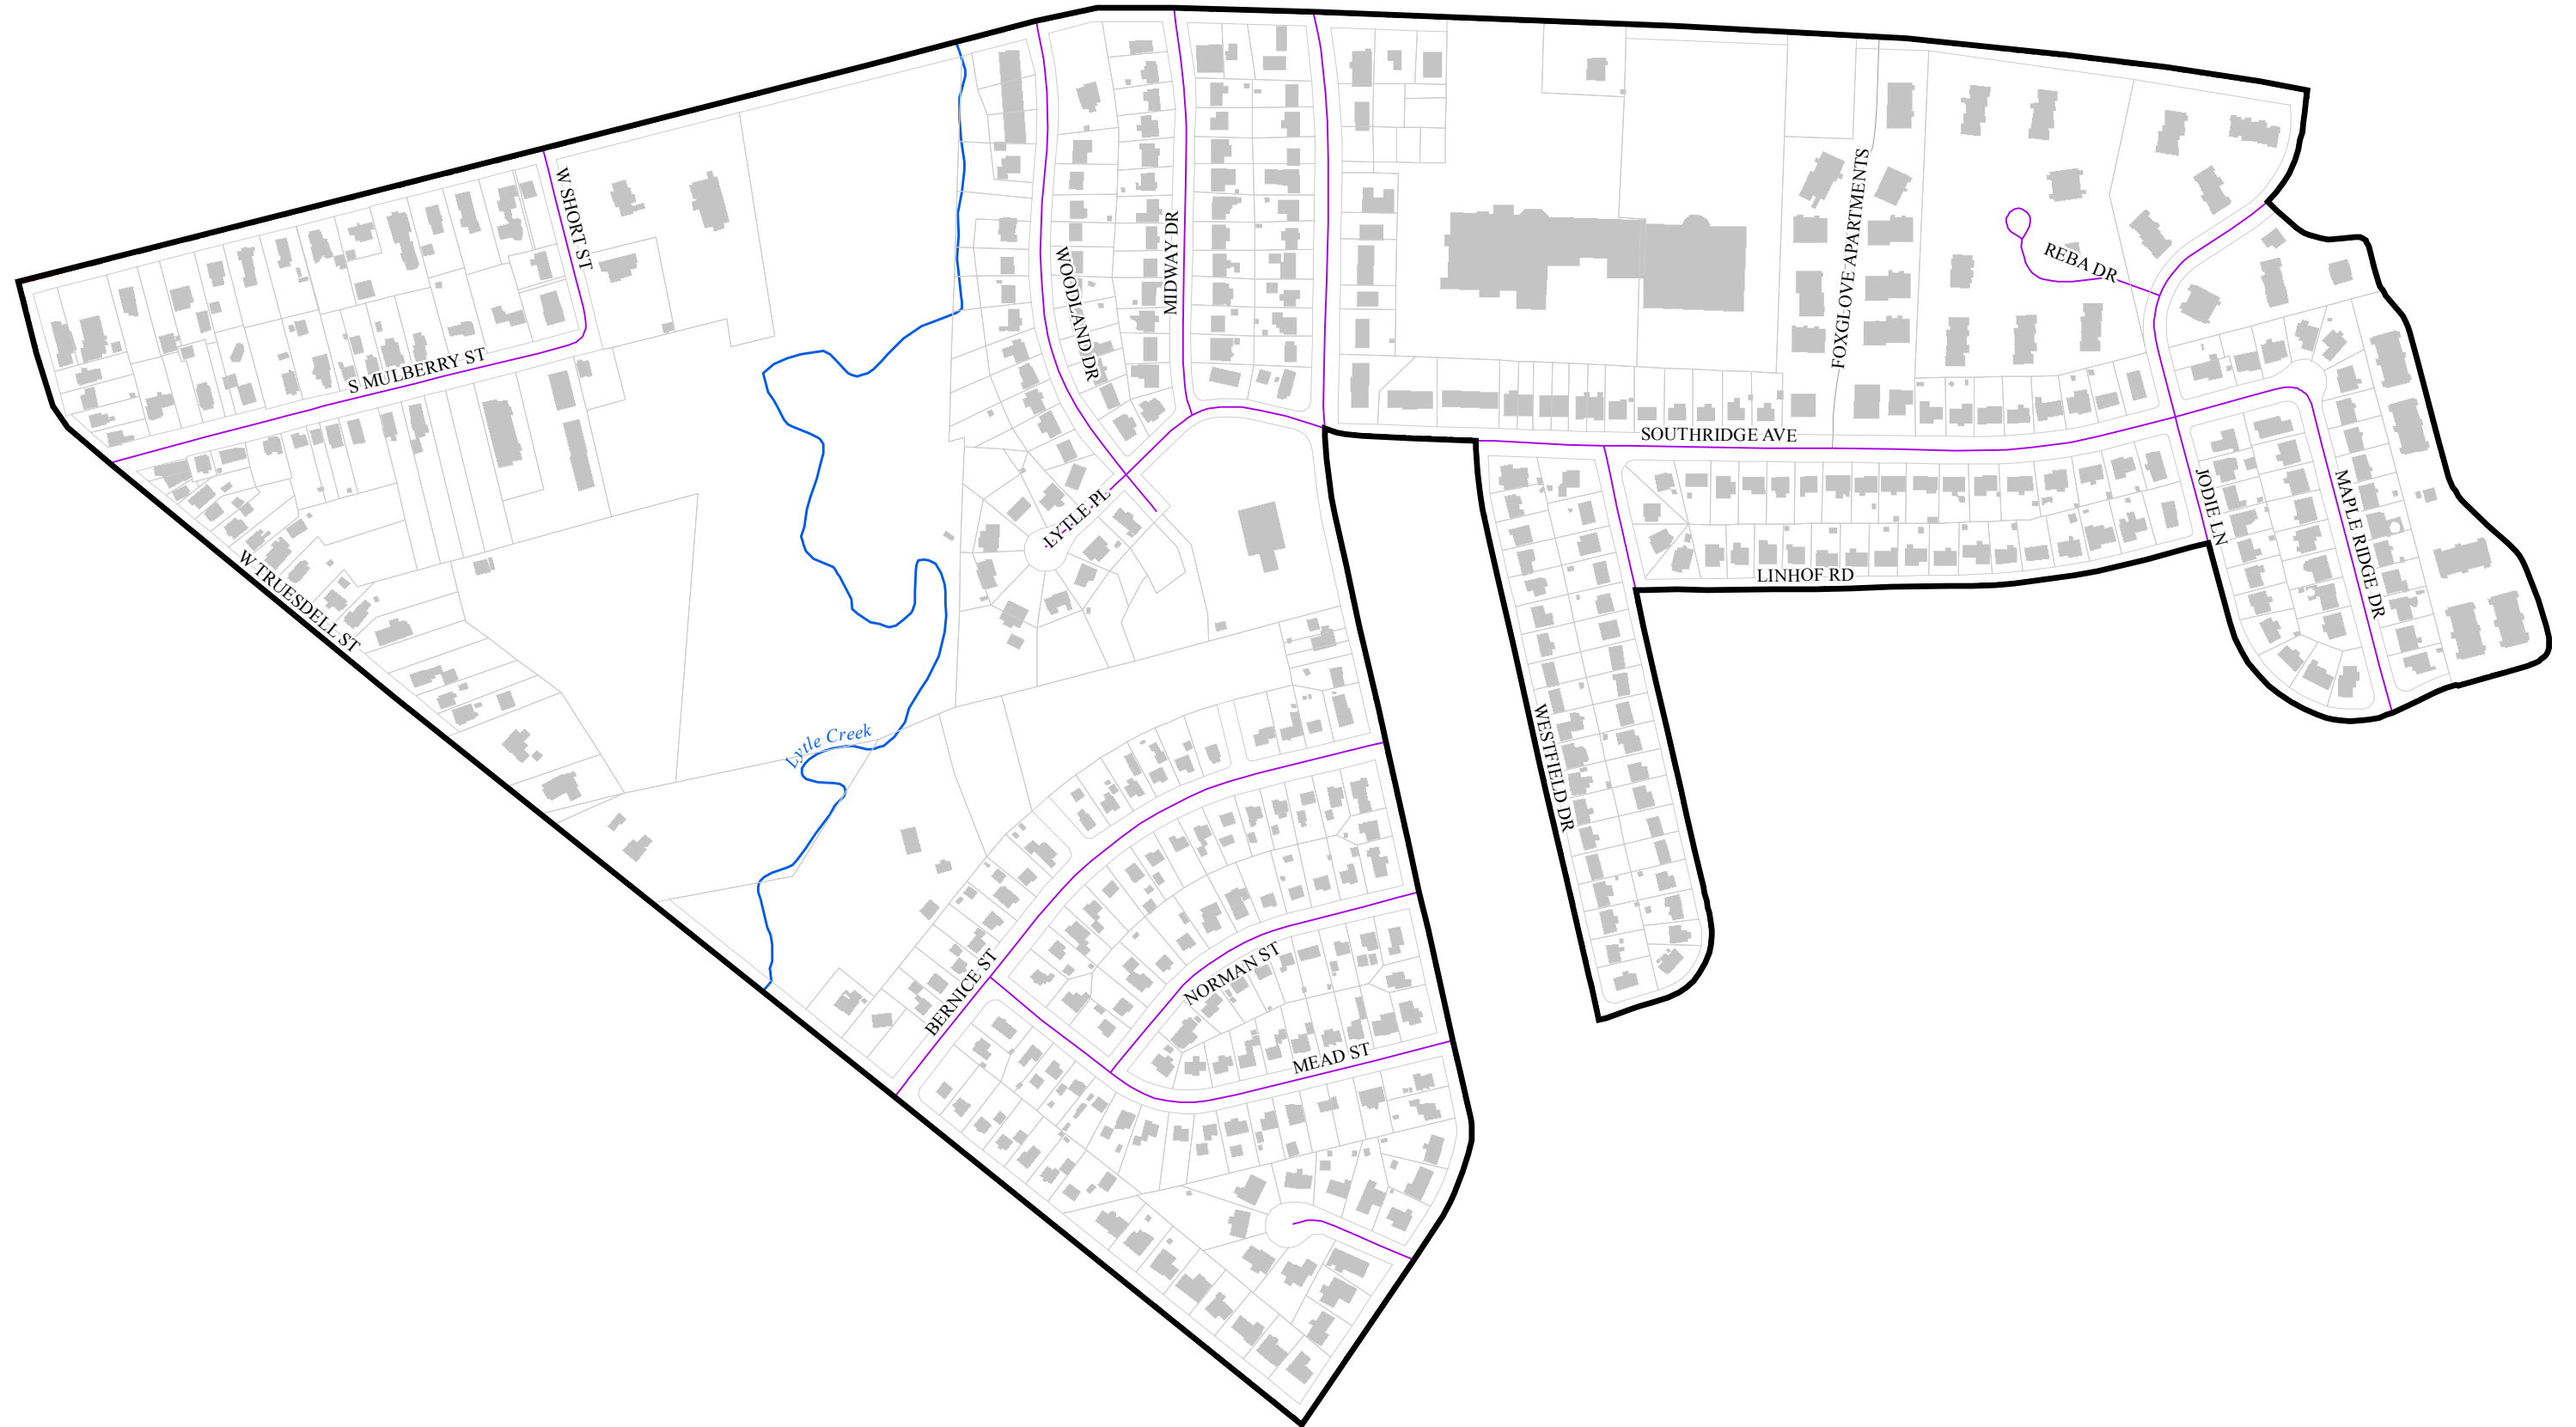 W SHORT ST
S MULBERRY ST
W TRUESDELL ST
WOODLAND DR
MIDWAY DR
LYTLE PL
Lytle Creek
FOXGLOVE APARTMENTS
REBA DR
SOUTHRIDGE AVE
LINHOF RD
JODIE LN
MAPLE RIDGE DR
WESTFIELD DR
BERNICE ST
NORMAN ST
MEAD ST